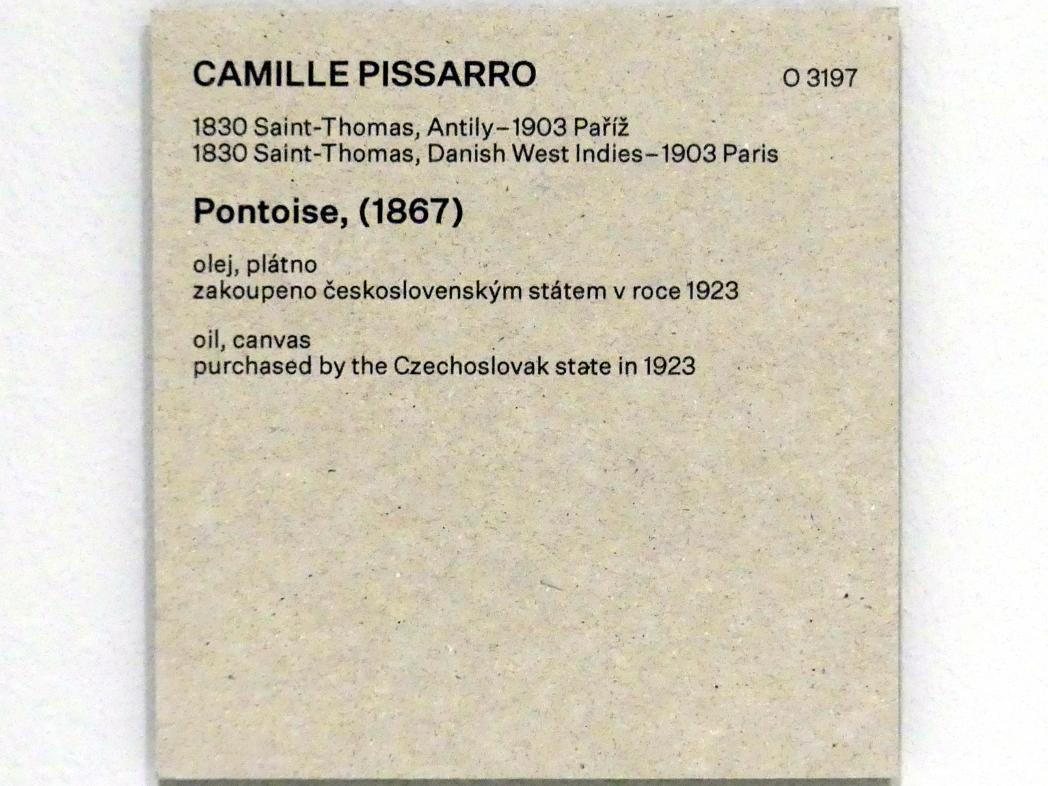 CAMILLE PISSARRO O 3197
1830 Saint-Thomas, Antily–1903 Paříž
1830 Saint-Thomas, Danish West Indies–1903 Paris
Pontoise, (1867)
olej, plátno
zakoupeno československým státem v roce 1923
oil, canvas
purchased by the Czechoslovak state in 1923